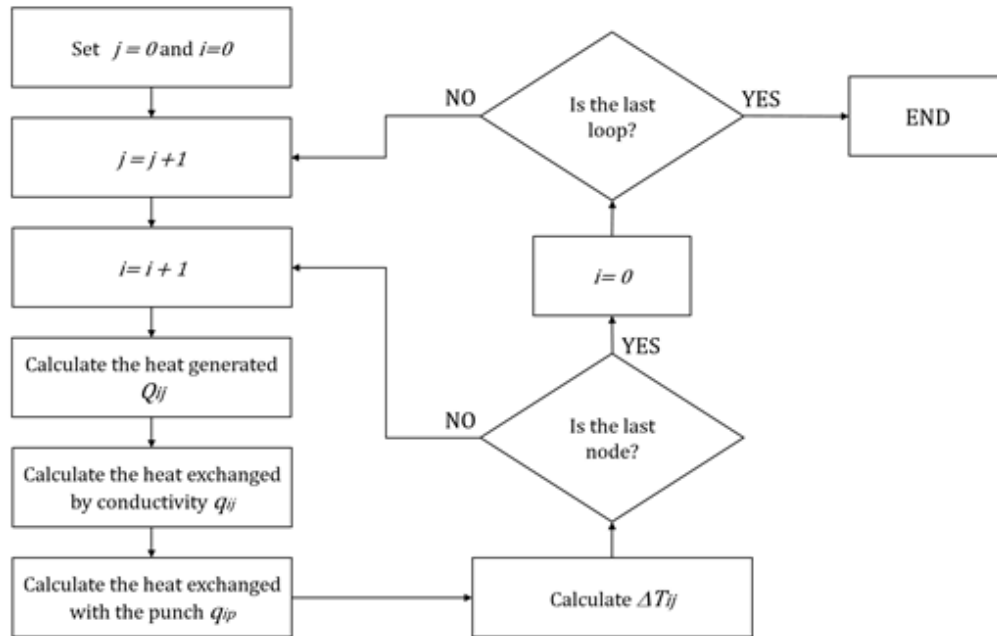 Set j = 0 and i=0
j = j +1
i= i + 1
Calculate the heat generated
Qij
Calculate the heat exchanged
by conductivity qij
Calculate the heat exchanged
with the punch qip
Calculate ΔTij
Is the last
node?
NO
YES
i= 0
Is the last
loop?
NO
YES
END